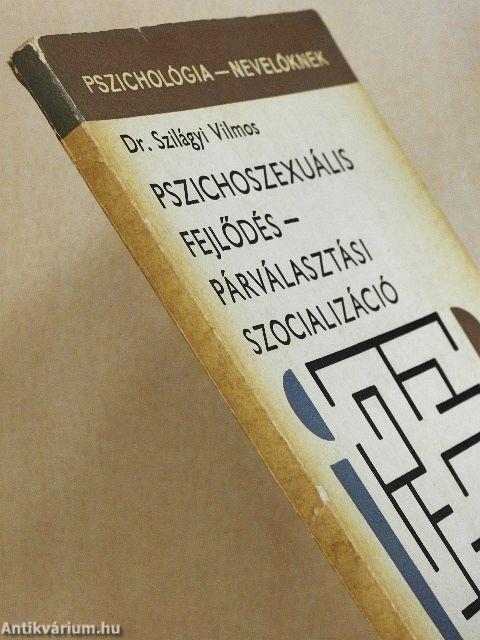 PSZICHOLÓGIA — NEVELŐKNEK
Dr. Szilágyi Vilmos
PSZICHOSZEXUÁLIS
FEJLŐDÉS —
PÁRVÁLASZTÁSI
SZOCIALIZÁCIÓ
Antikvárium.hu